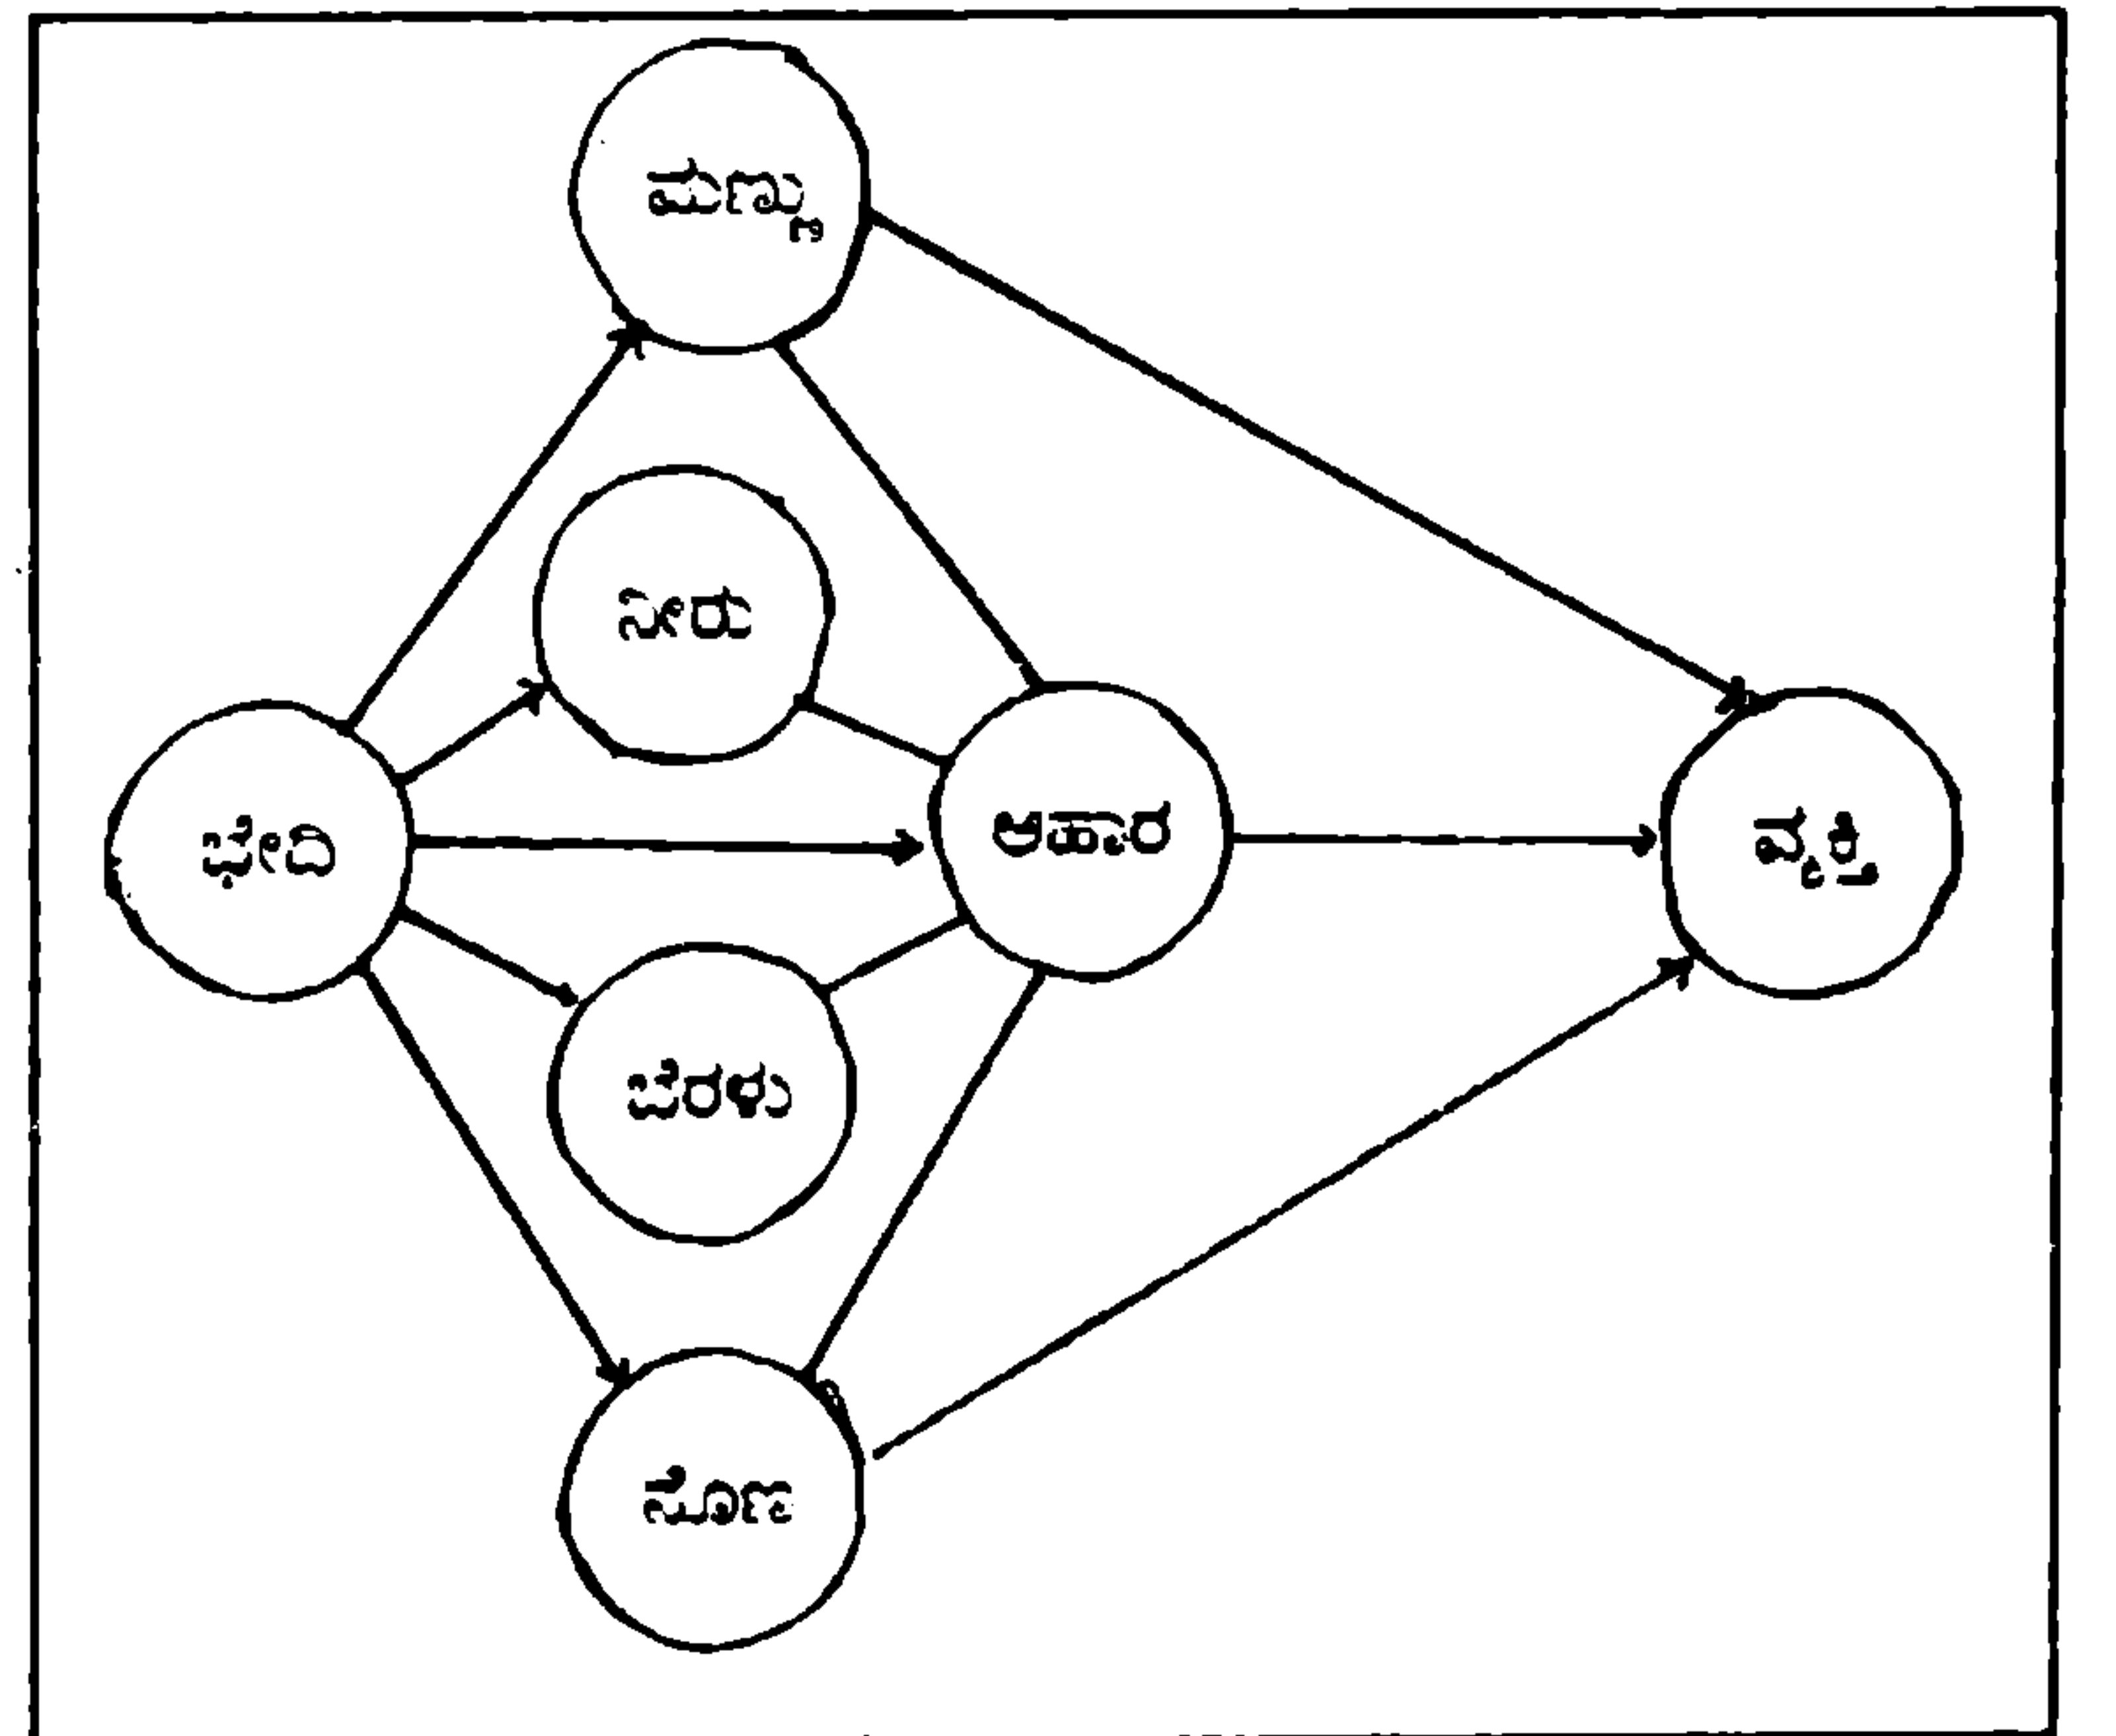 ಮಣ್ಣು
ನೀರು
ಭೇದಿ
ಆಹಾರ
ವ್ಯಕ್ತಿ
ಬೆರಳು
ನೊಣ